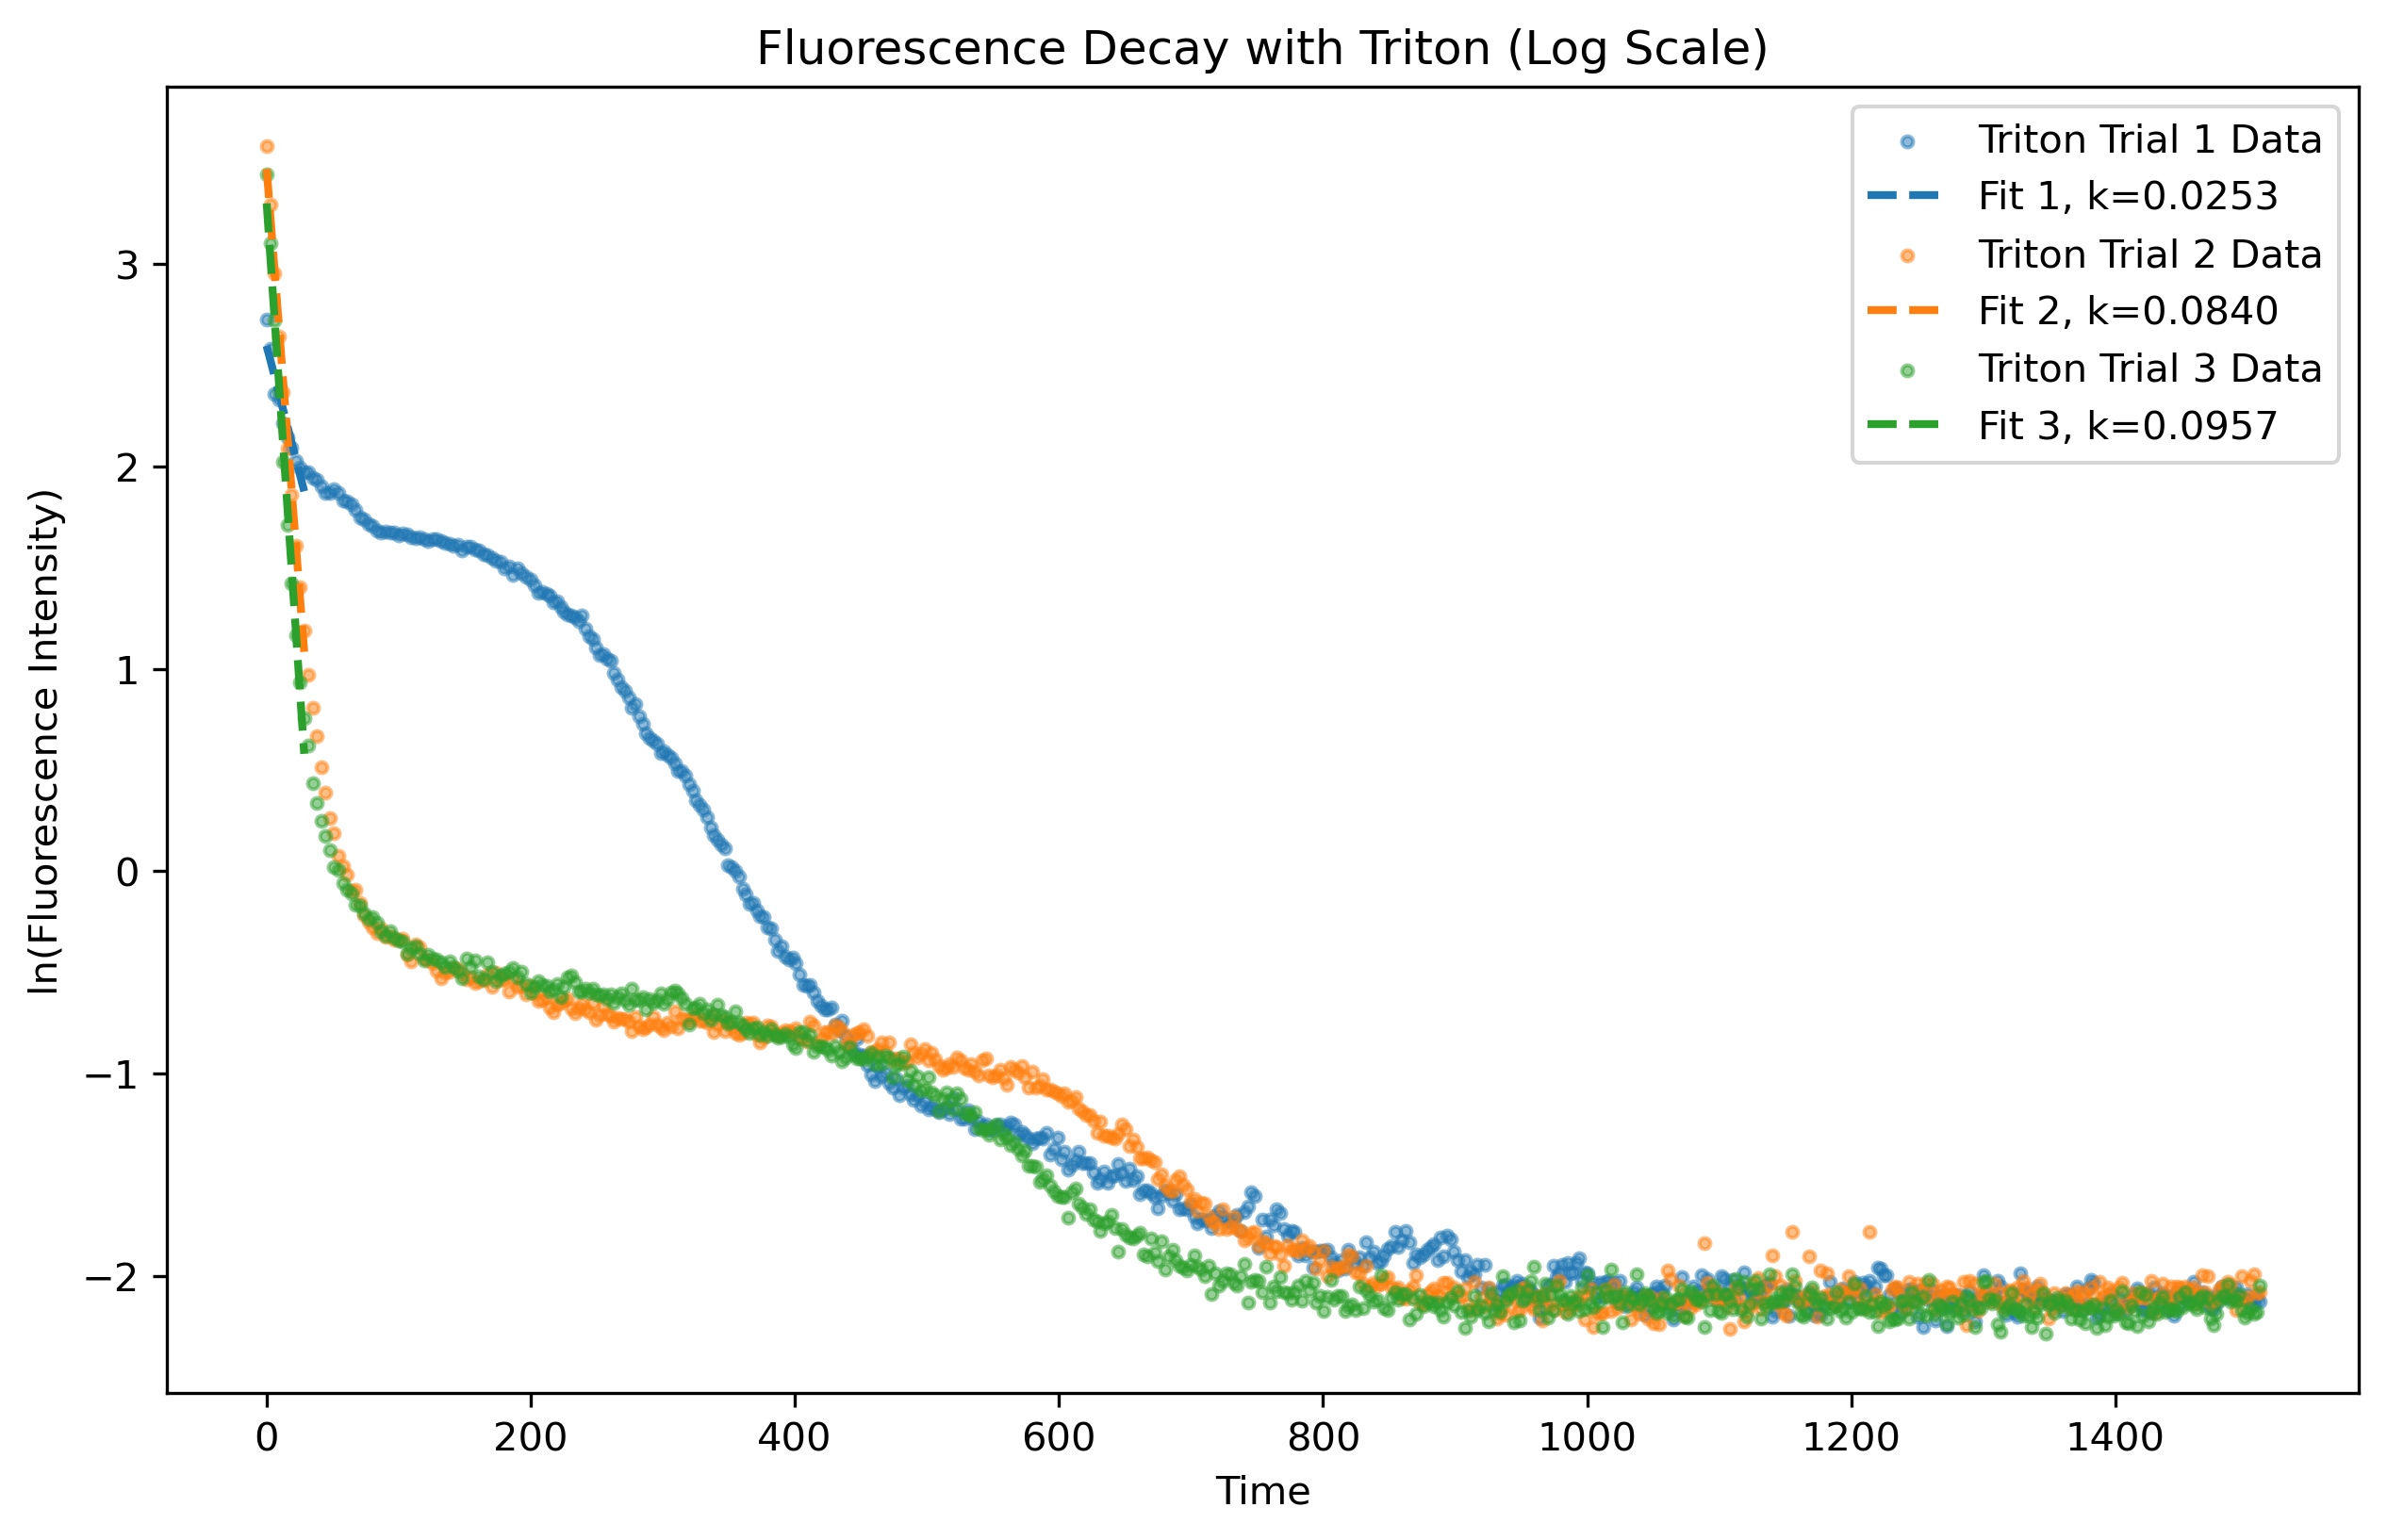 Fluorescence Decay with Triton (Log Scale)
Triton Trial 1 Data
Fit 1, k=0.0253
Triton Trial 2 Data
Fit 2, k=0.0840
Triton Trial 3 Data
Fit 3, k=0.0957
ln(Fluorescence Intensity)
3
2
1
0
−1
−2
0 200 400 600 800 1000 1200 1400
Time